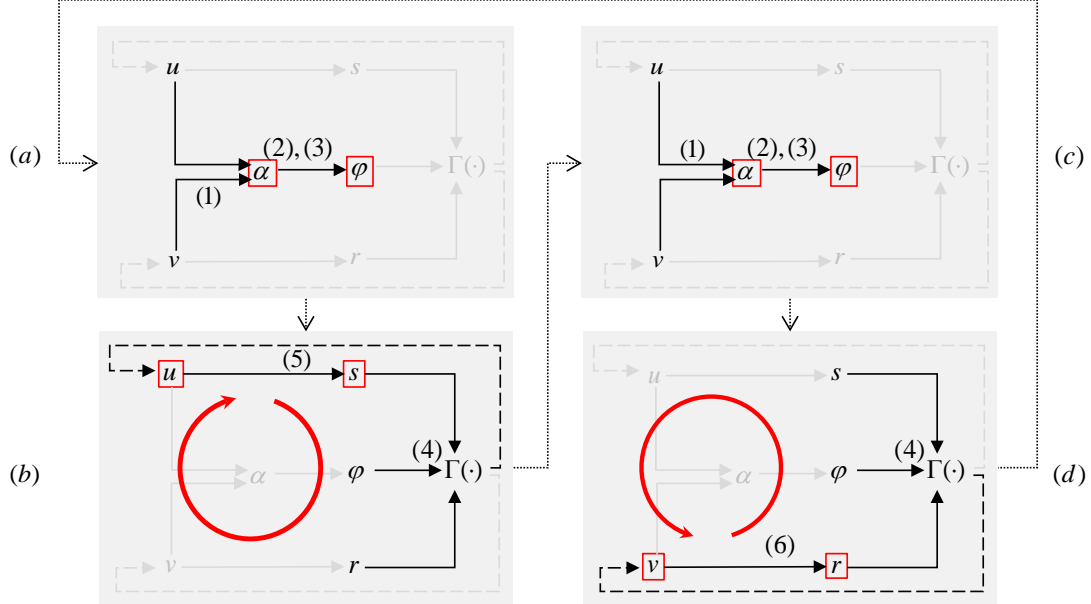 u s
(a) (2), (3)
α φ Γ(·)
(1)
v r
u s
(1) (2), (3) (c)
α φ Γ(·)
v r
(5)
u s
(4)
(b) α φ Γ(·)
v r
u s
(4)
α φ Γ(·) (d)
(6)
v r